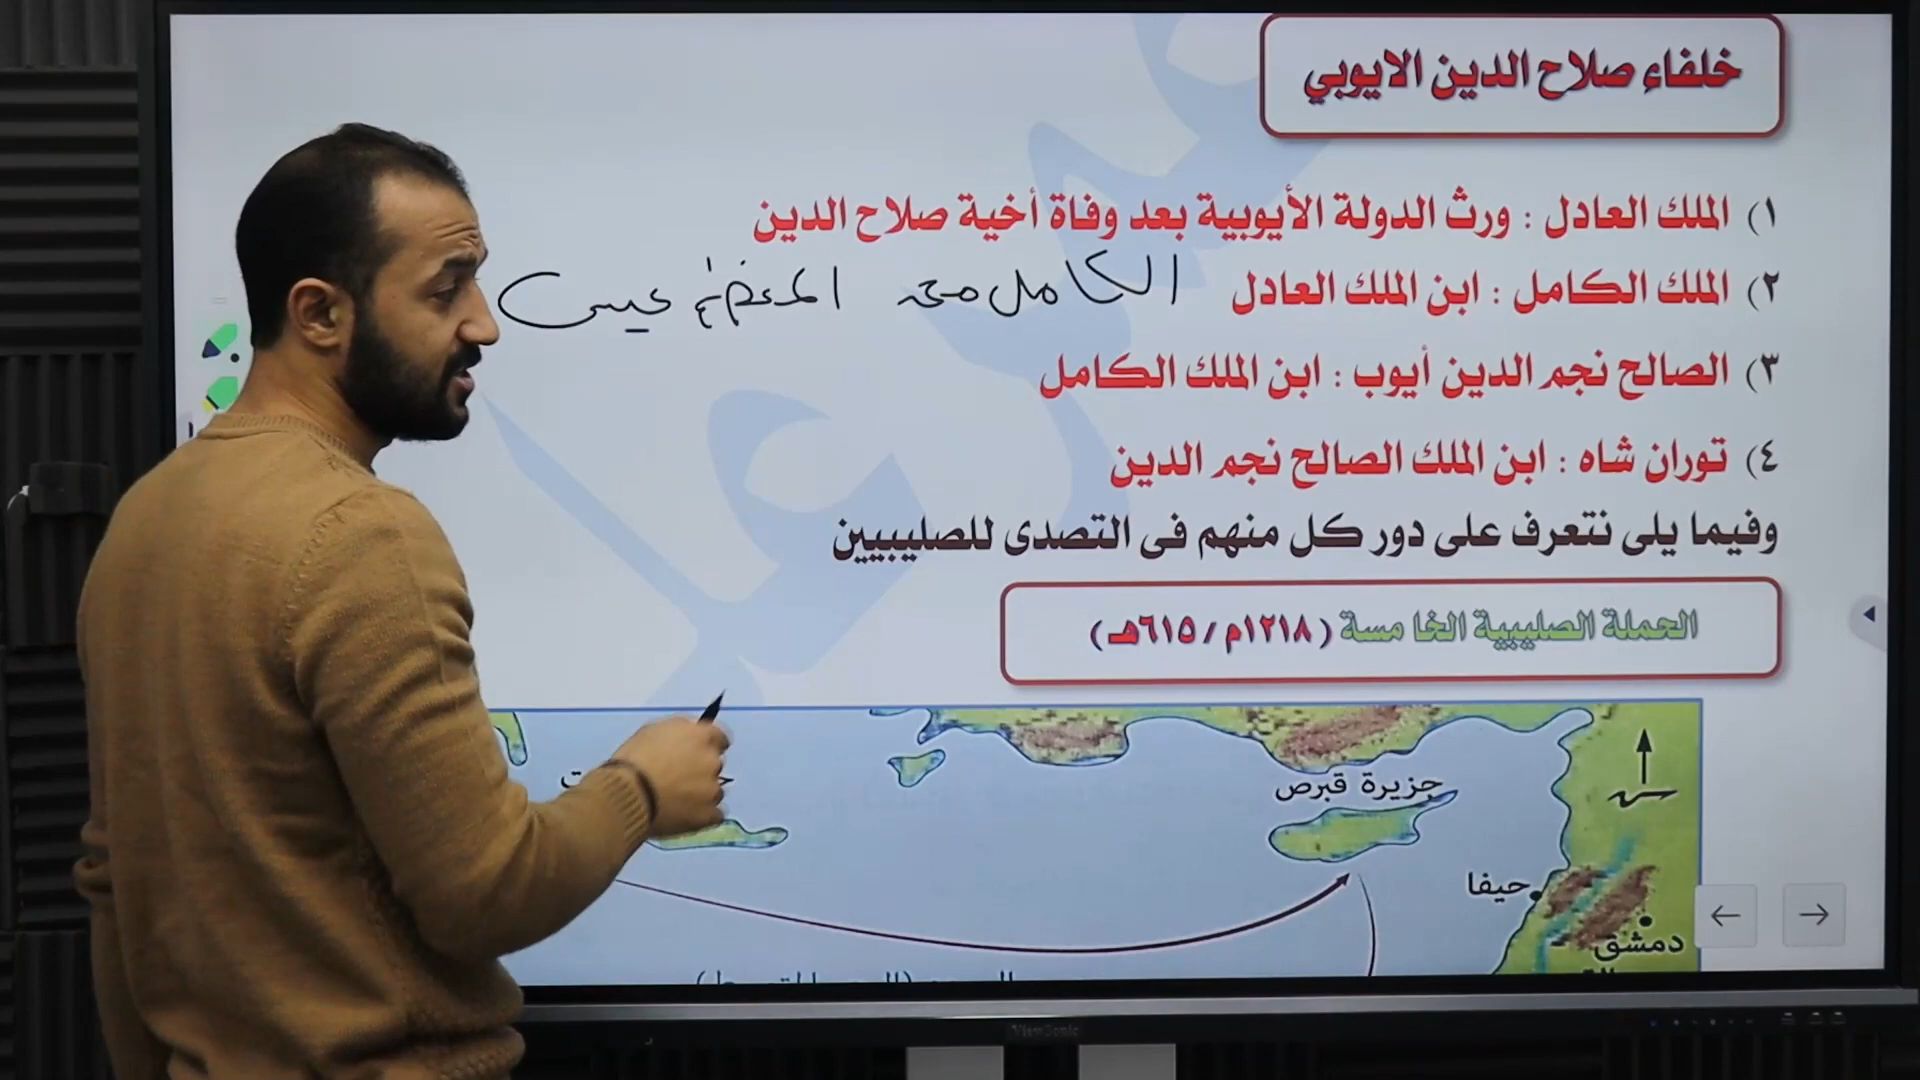 خلفاء صلاح الدين الايوبي
١) الملك العادل : ورث الدولة الأيوبية بعد وفاة أخية صلاح الدين
٢) الملك الكامل : ابن الملك العادل الكامل محمد المعظم عيسى
٣) الصالح نجم الدين أيوب : ابن الملك الكامل
٤) توران شاه : ابن الملك الصالح نجم الدين
وفيما يلى نتعرف على دور كل منهم فى التصدى للصليبيين
الحملة الصليبية الخامسة (١٢١٨م / ٦١٥هـ)
جزيرة قبرص
حيفا
دمشق
ViewSonic